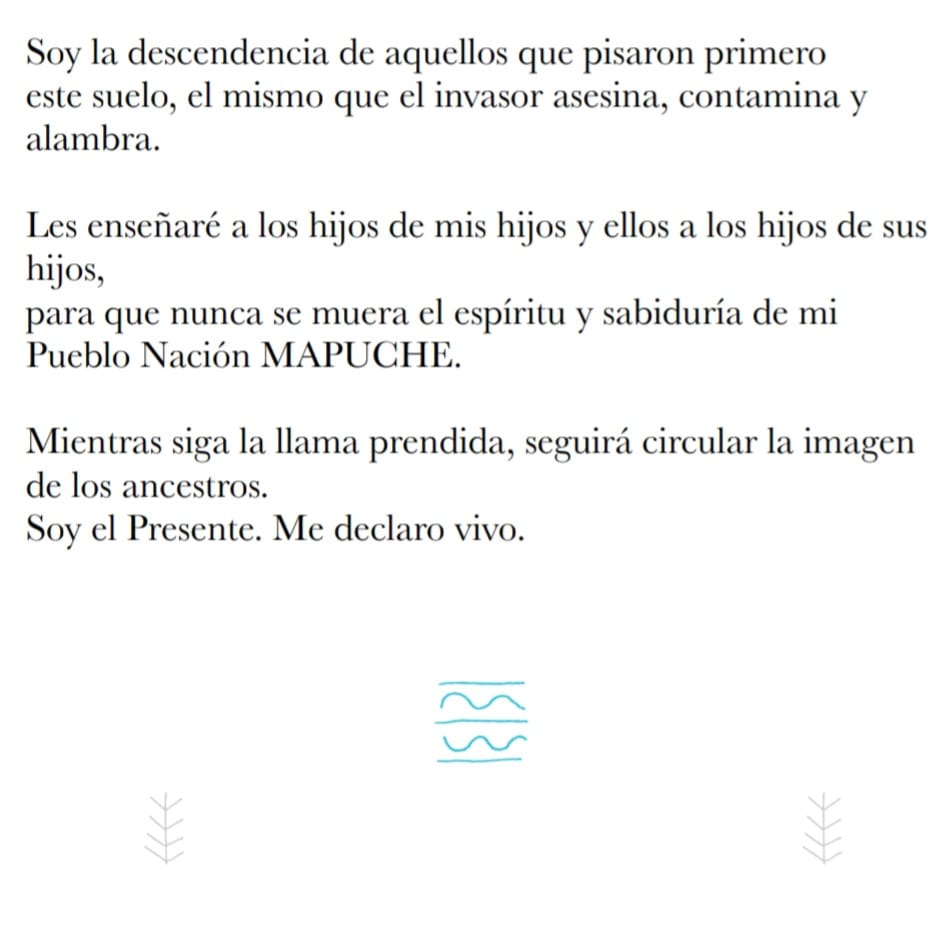 Soy la descendencia de aquellos que pisaron primero
este suelo, el mismo que el invasor asesina, contamina y
alambra.
Les enseñaré a los hijos de mis hijos y ellos a los hijos de sus
hijos,
para que nunca se muera el espíritu y sabiduría de mi
Pueblo Nación MAPUCHE.
Mientras siga la llama prendida, seguirá circular la imagen
de los ancestros.
Soy el Presente. Me declaro vivo.